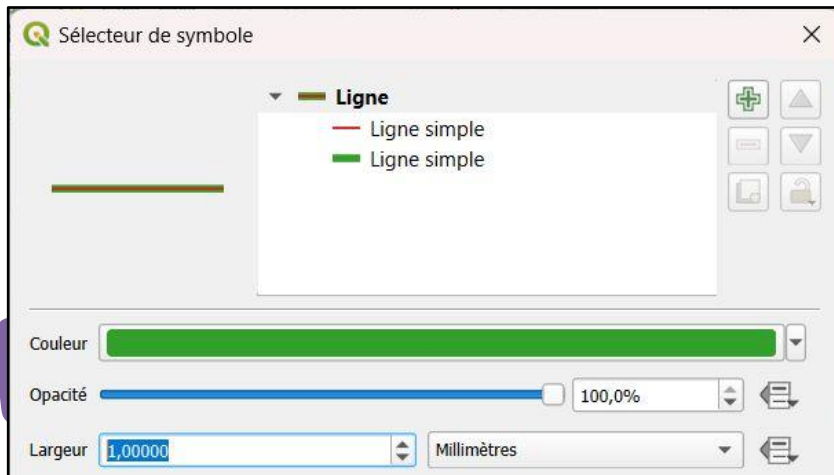 Sélecteur de symbole
Ligne
Ligne simple
Ligne simple
Couleur
Opacité 100,0%
Largeur 1,00000 Millimètres